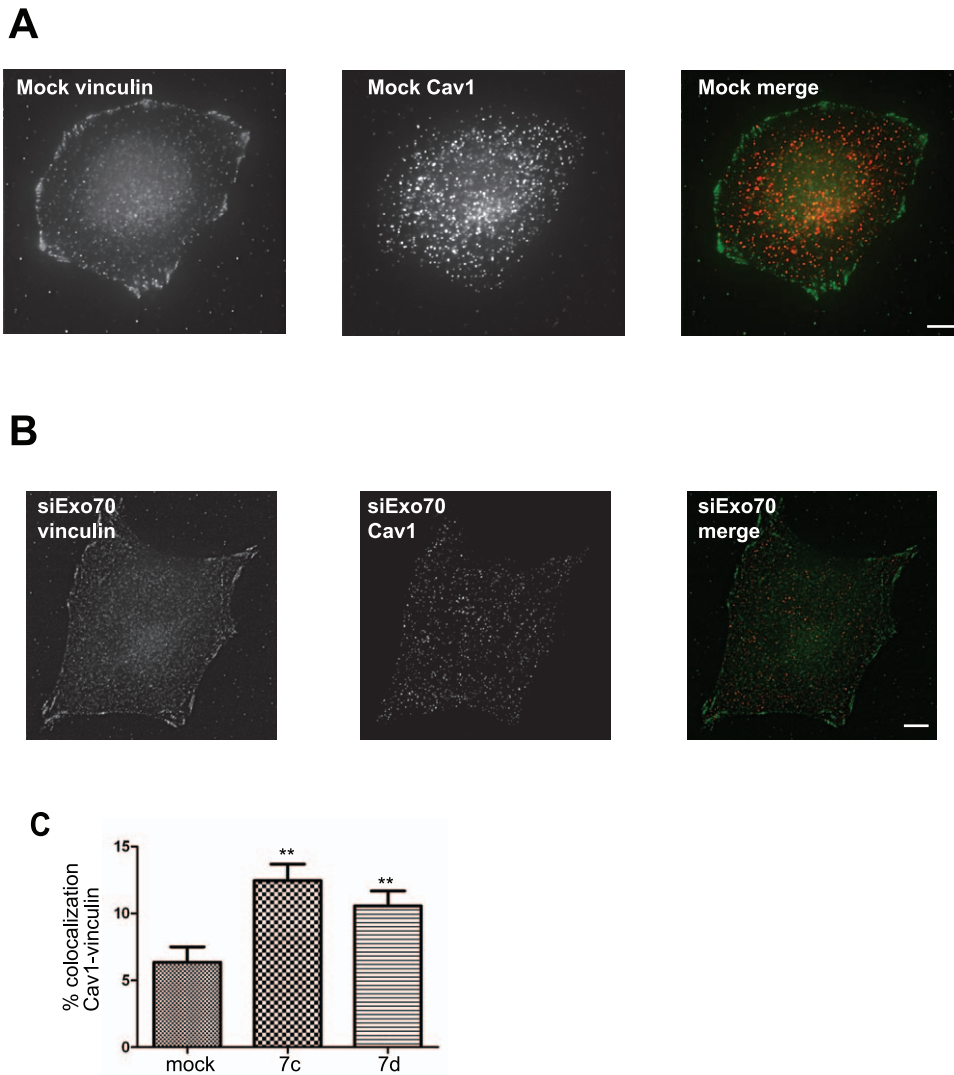 A
Mock vinculin
Mock Cav1
Mock merge
B
siExo70
vinculin
siExo70
Cav1
siExo70
merge
C
% colocalization
Cav1-vinculin
15
10
5
0
**
**
mock
7c
7d